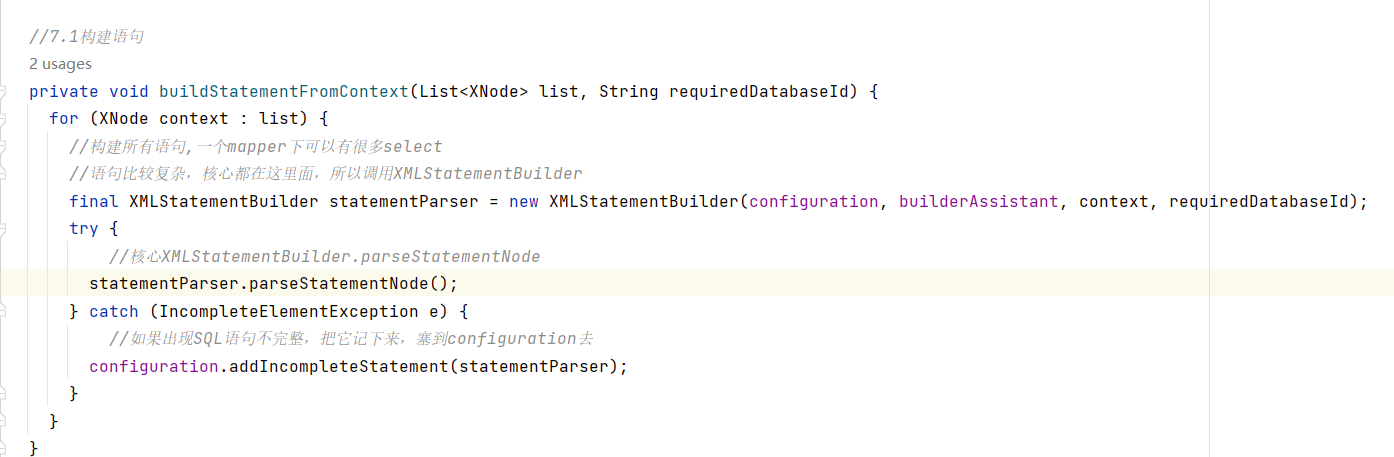 //7.1构建语句
2 usages
private void buildStatementFromContext(List<XNode> list, String requiredDatabaseId) {
for (XNode context : list) {
//构建所有语句,一个mapper下可以有很多select
//语句比较复杂，核心都在这里面，所以调用XMLStatementBuilder
final XMLStatementBuilder statementParser = new XMLStatementBuilder(configuration, builderAssistant, context, requiredDatabaseId);
try {
//核心XMLStatementBuilder.parseStatementNode
statementParser.parseStatementNode();
} catch (IncompleteElementException e) {
//如果出现SQL语句不完整，把它记下来，塞到configuration去
configuration.addIncompleteStatement(statementParser);
}
}
}